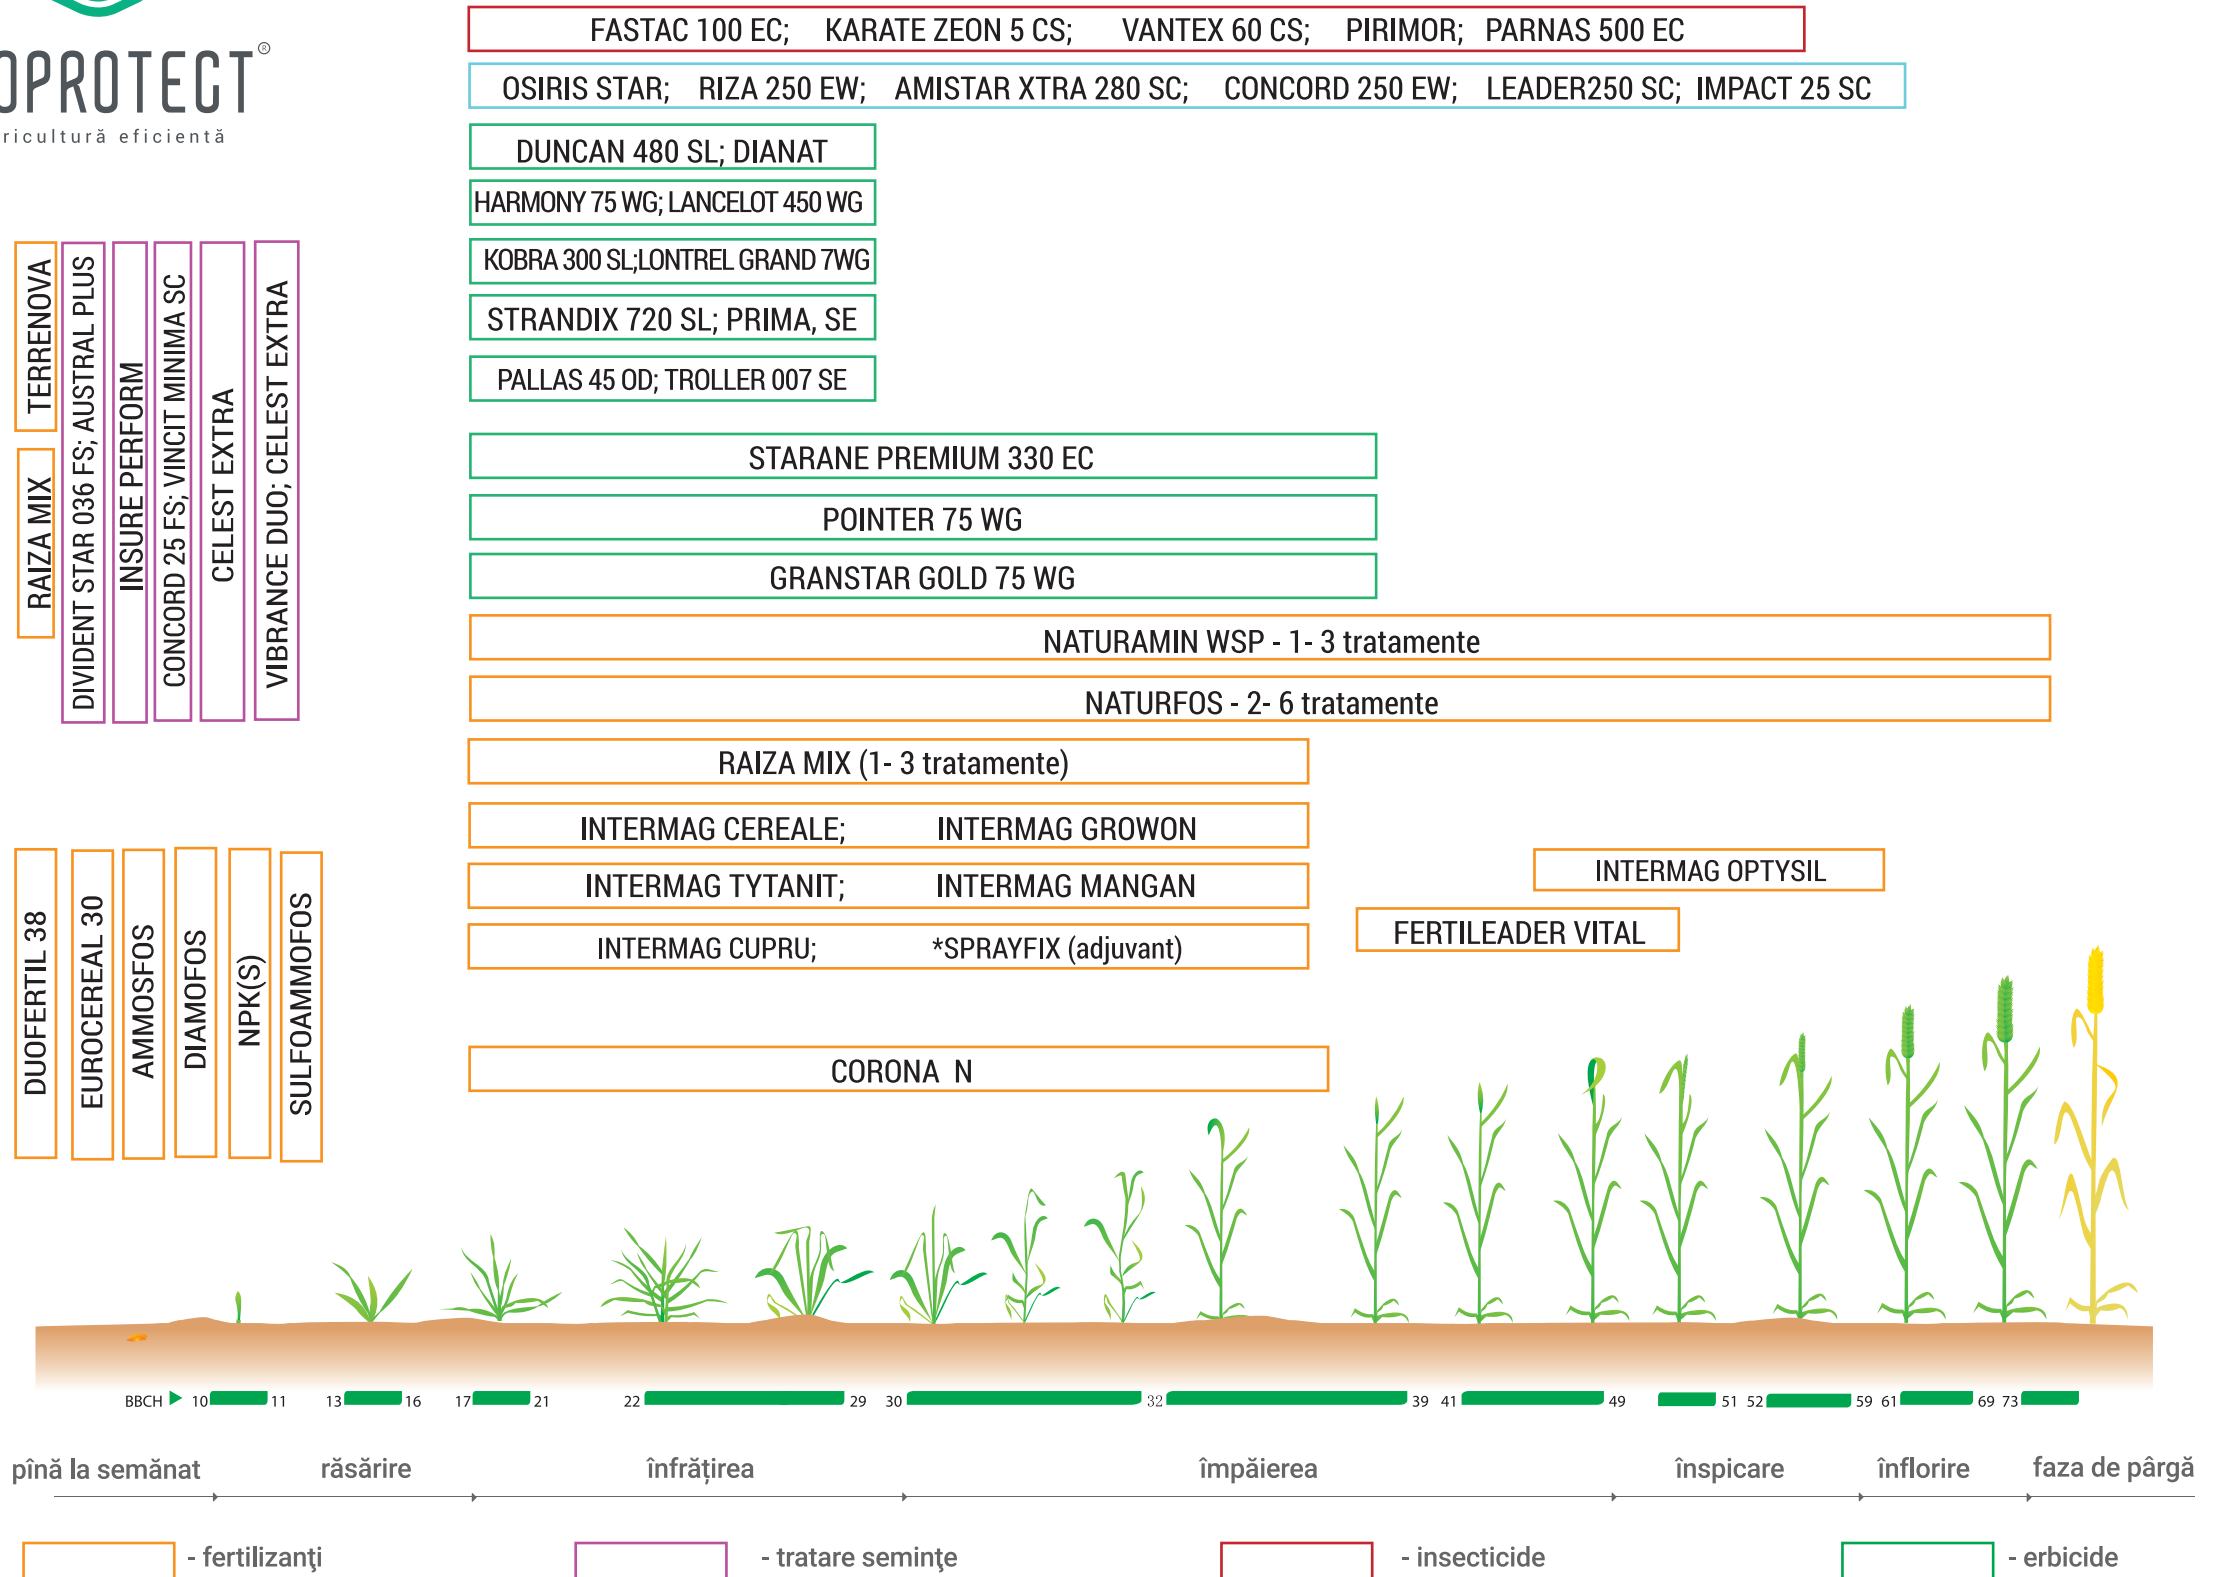 FASTAC 100 EC; KARATE ZEON 5 CS; VANTEX 60 CS; PIRIMOR; PARNAS 500 EC
OPROTECT®
ricultură eficientă
OSIRIS STAR; RIZA 250 EW; AMISTAR XTRA 280 SC; CONCORD 250 EW; LEADER250 SC; IMPACT 25 SC
DUNCAN 480 SL; DIANAT
HARMONY 75 WG; LANCELOT 450 WG
KOBRA 300 SL;LONTREL GRAND 7WG
STRANDIX 720 SL; PRIMA, SE
PALLAS 45 OD; TROLLER 007 SE
TERRENOVA
RAIZA MIX
DIVIDENT STAR 036 FS; AUSTRAL PLUS
INSURE PERFORM
CONCORD 25 FS; VINCIT MINIMA SC
CELEST EXTRA
VIBRANCE DUO; CELEST EXTRA
STARANE PREMIUM 330 EC
POINTER 75 WG
GRANSTAR GOLD 75 WG
NATURAMIN WSP - 1- 3 tratamente
NATURFOS - 2- 6 tratamente
RAIZA MIX (1- 3 tratamente)
INTERMAG CEREALE; INTERMAG GROWON
INTERMAG TYTANIT; INTERMAG MANGAN
INTERMAG CUPRU; *SPRAYFIX (adjuvant)
INTERMAG OPTYSIL
FERTILEADER VITAL
DUOFERTIL 38
EUROCEREAL 30
AMMOSFOS
DIAMOFOS
NPK(S)
SULFOAMMOFOS
CORONA N
BBCH 10 11 13 16 17 21 22 29 30 32 39 41 49 51 52 59 61 69 73
pînă la semănat răsărire înfrățirea împăierea înspicare înflorire faza de pârgă
- fertilizanţi - tratare seminţe - insecticide - erbicide